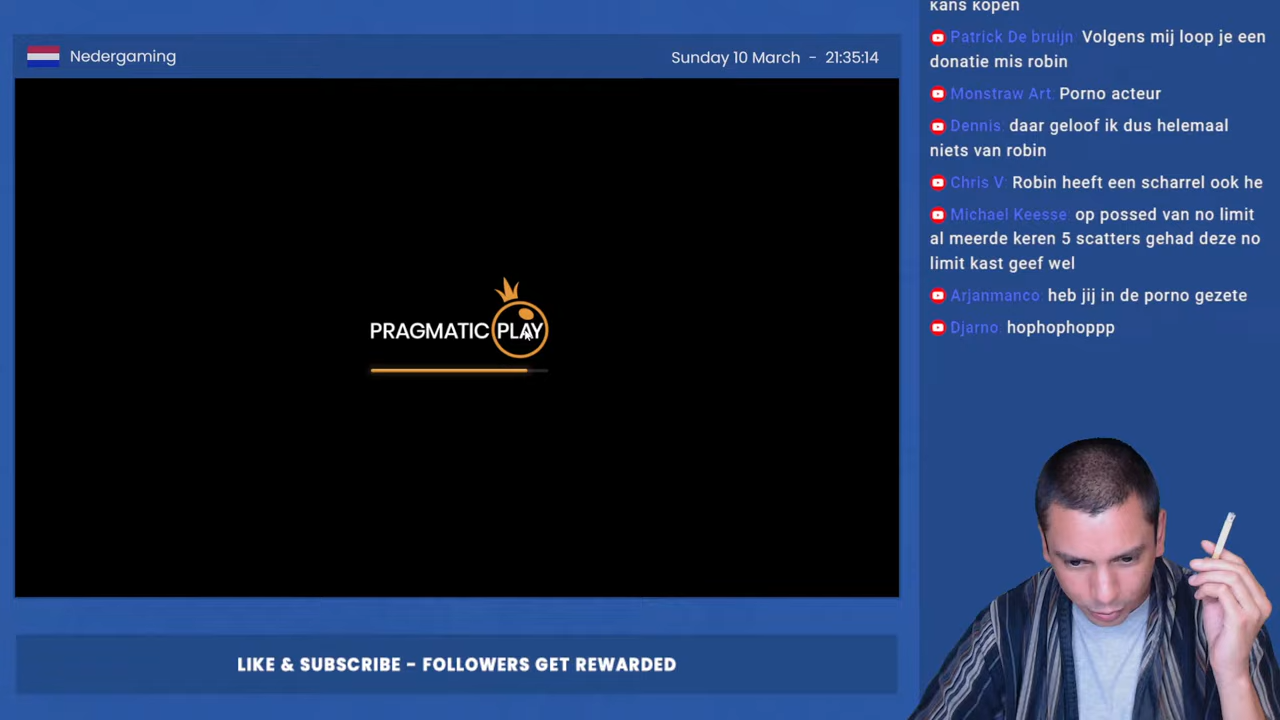 kans kopen
Nedergaming
Sunday 10 March - 21:35:14
Patrick De bruijn: Volgens mij loop je een
donatie mis robin
Monstraw Art: Porno acteur
Dennis: daar geloof ik dus helemaal
niets van robin
Chris V: Robin heeft een scharrel ook he
Michael Keesse: op possed van no limit
al meerde keren 5 scatters gehad deze no
limit kast geef wel
Arjanmanco: heb jij in de porno gezete
Djarno: hophophoppp
PRAGMATIC PLAY
LIKE & SUBSCRIBE - FOLLOWERS GET REWARDED